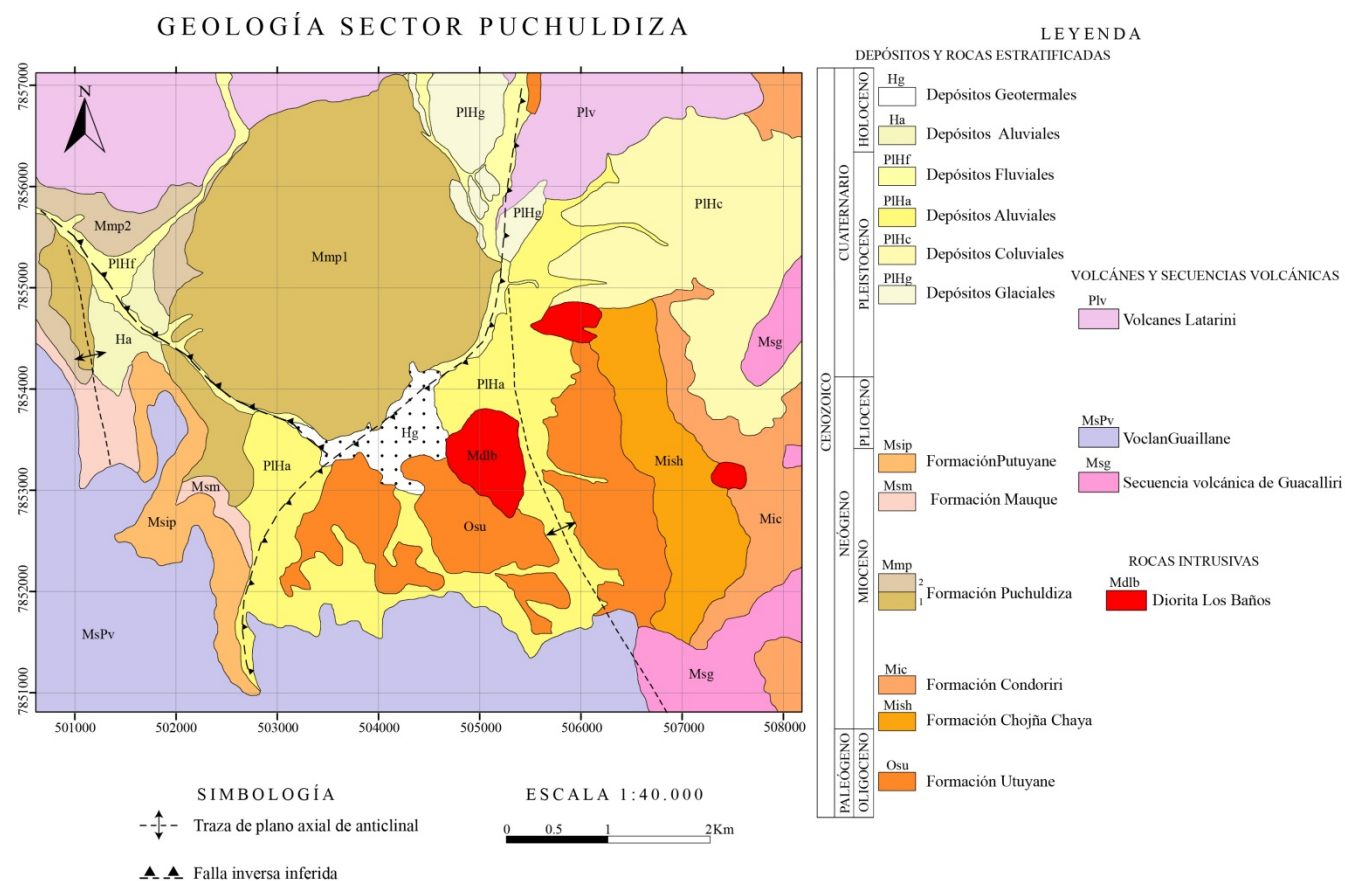 GEOLOGÍA SECTOR PUCHULDIZA
N
7857000
7856000
7855000
7854000
7853000
7852000
7851000
501000
502000
503000
504000
505000
506000
507000
508000
PlHg
Plv
PlHc
PlHg
Mmp2
PlHf
Mmp1
Ha
Msg
PlHa
Hg
Mdlb
Mish
PlHa
Msm
Msip
Osu
Mic
MsPv
Msg
SIMBOLOGÍA
Traza de plano axial de anticlinal
Falla inversa inferida
ESCALA 1:40.000
0 0.5 1 2Km
LEYENDA
DEPÓSITOS Y ROCAS ESTRATIFICADAS
CENOZOICO
CUATERNARIO
NEÓGENO
PALEÓGENO
HOLOCENO
PLEISTOCENO
PLIOCENO
MIOCENO
OLIGOCENO
Hg
Depósitos Geotermales
Ha
Depósitos Aluviales
PlHf
Depósitos Fluviales
PlHa
Depósitos Aluviales
PlHc
Depósitos Coluviales
PlHg
Depósitos Glaciales
Msip
FormaciónPutuyane
Msm
Formación Mauque
Mmp
2
1
Formación Puchuldiza
Mic
Formación Condoriri
Mish
Formación Chojña Chaya
Osu
Formación Utuyane
VOLCÁNES Y SECUENCIAS VOLCÁNICAS
Plv
Volcanes Latarini
MsPv
VoclanGuaillane
Msg
Secuencia volcánica de Guacalliri
ROCAS INTRUSIVAS
Mdlb
Diorita Los Baños